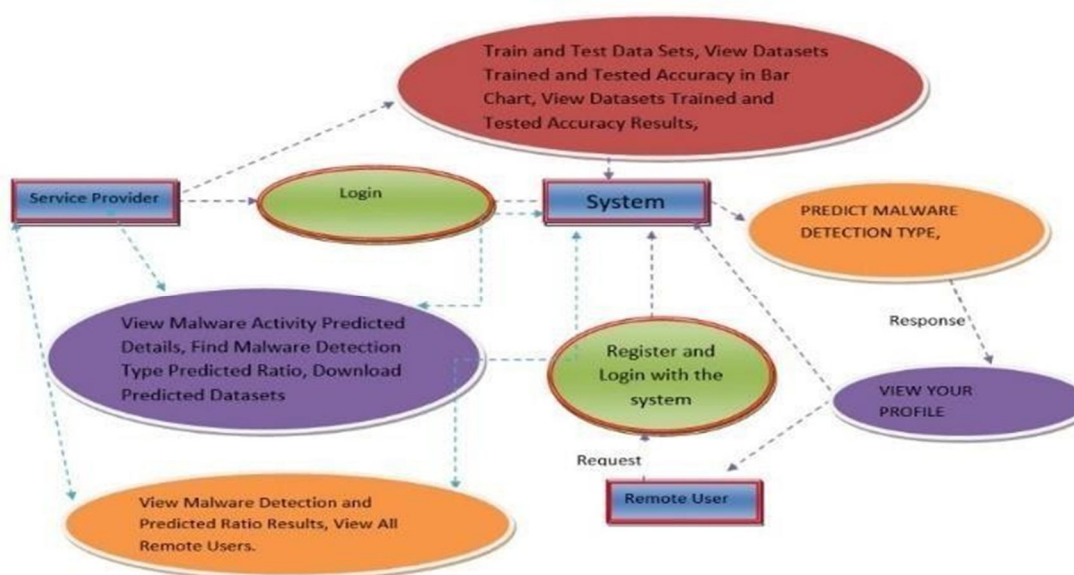 Train and Test Data Sets, View Datasets
Trained and Tested Accuracy in Bar
Chart, View Datasets Trained and
Tested Accuracy Results,
Service Provider
Login
System
PREDICT MALWARE
DETECTION TYPE,
View Malware Activity Predicted
Details, Find Malware Detection
Type Predicted Ratio, Download
Predicted Datasets
Register and
Login with the
system
Response
VIEW YOUR
PROFILE
Request
Remote User
View Malware Detection and
Predicted Ratio Results, View All
Remote Users.